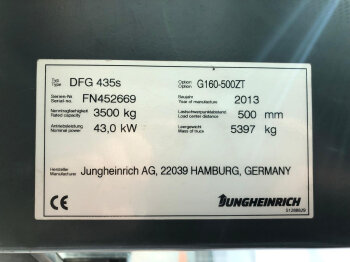 Typ
Type DFG 435s Option
Option G160-500ZT
Serien-Nr.
Serial no. FN452669 Baujahr
Year of manufacture 2013
Nenntragfähigkeit
Rated capacity 3500 kg Lastschwerpunktabstand
Load center distance 500 mm
Antriebsleistung
Nominal power 43,0 kW Leergewicht
Mass of truck 5397 kg
Hersteller
Manufacturer Jungheinrich AG, 22039 HAMBURG, GERMANY
CE
JUNGHEINRICH